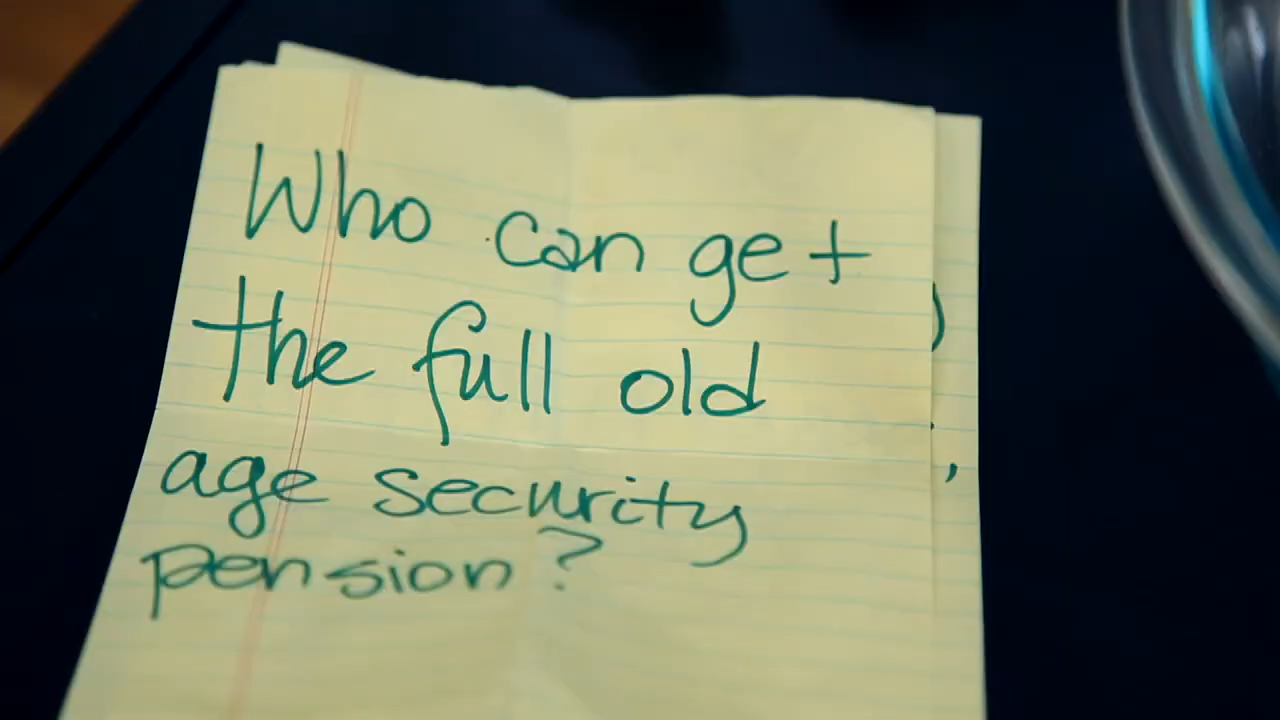 Who can get
the full old
age security
pension?